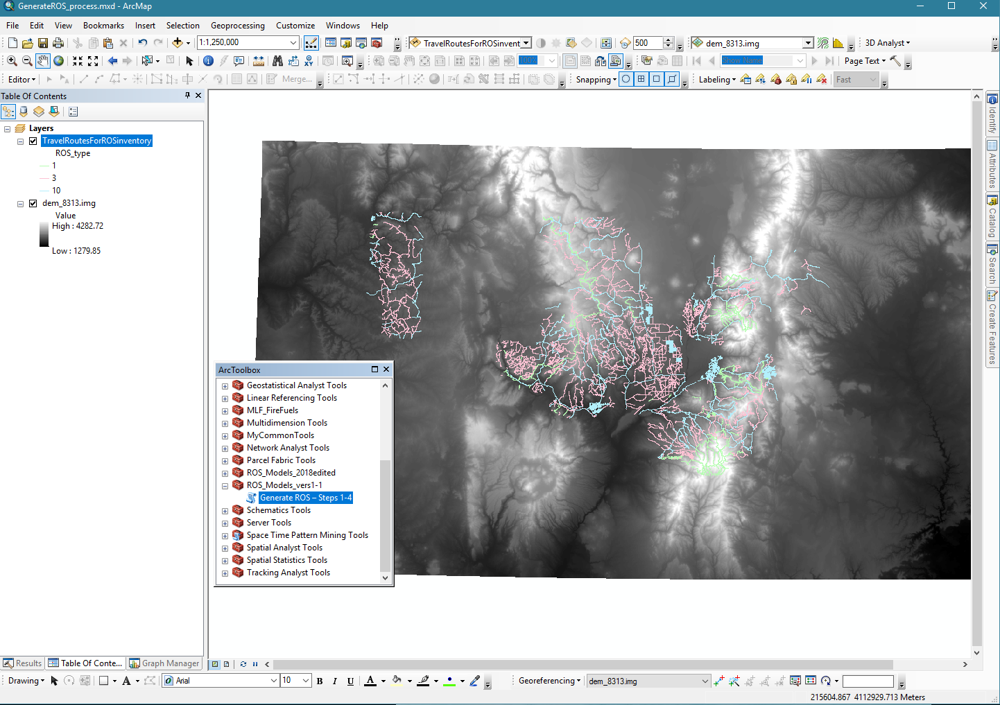 GenerateROS_process.mxd - ArcMap
File Edit View Bookmarks Insert Selection Geoprocessing Customize Windows Help
1:1,250,000 TravelRoutesForROSinvent 500 dem_8313.img 3D Analyst
100% Show Name Page Text
Editor Merge... Snapping Labeling Fast
Table Of Contents
Layers
TravelRoutesForROSinventory
ROS_type
1
3
10
dem_8313.img
Value
High : 4282.72
Low : 1279.85
ArcToolbox
Geostatistical Analyst Tools
Linear Referencing Tools
MLF_FireFuels
Multidimension Tools
MyCommonTools
Network Analyst Tools
Parcel Fabric Tools
ROS_Models_2018edited
ROS_Models_vers1-1
Generate ROS – Steps 1-4
Schematics Tools
Server Tools
Space Time Pattern Mining Tools
Spatial Analyst Tools
Spatial Statistics Tools
Tracking Analyst Tools
Identify
Attributes
Catalog
Search
Create Features
Results Table Of Conte... Graph Manager
Drawing A Arial 10 B I U A Georeferencing dem_8313.img
215604.867 4112929.713 Meters